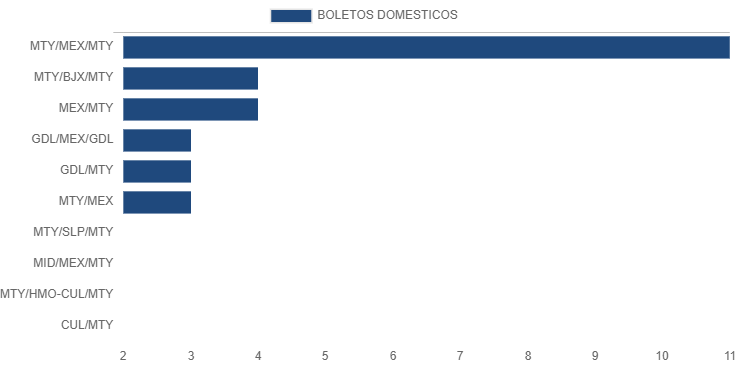 BOLETOS DOMESTICOS
MTY/MEX/MTY
MTY/BJX/MTY
MEX/MTY
GDL/MEX/GDL
GDL/MTY
MTY/MEX
MTY/SLP/MTY
MID/MEX/MTY
MTY/HMO-CUL/MTY
CUL/MTY
2 3 4 5 6 7 8 9 10 11